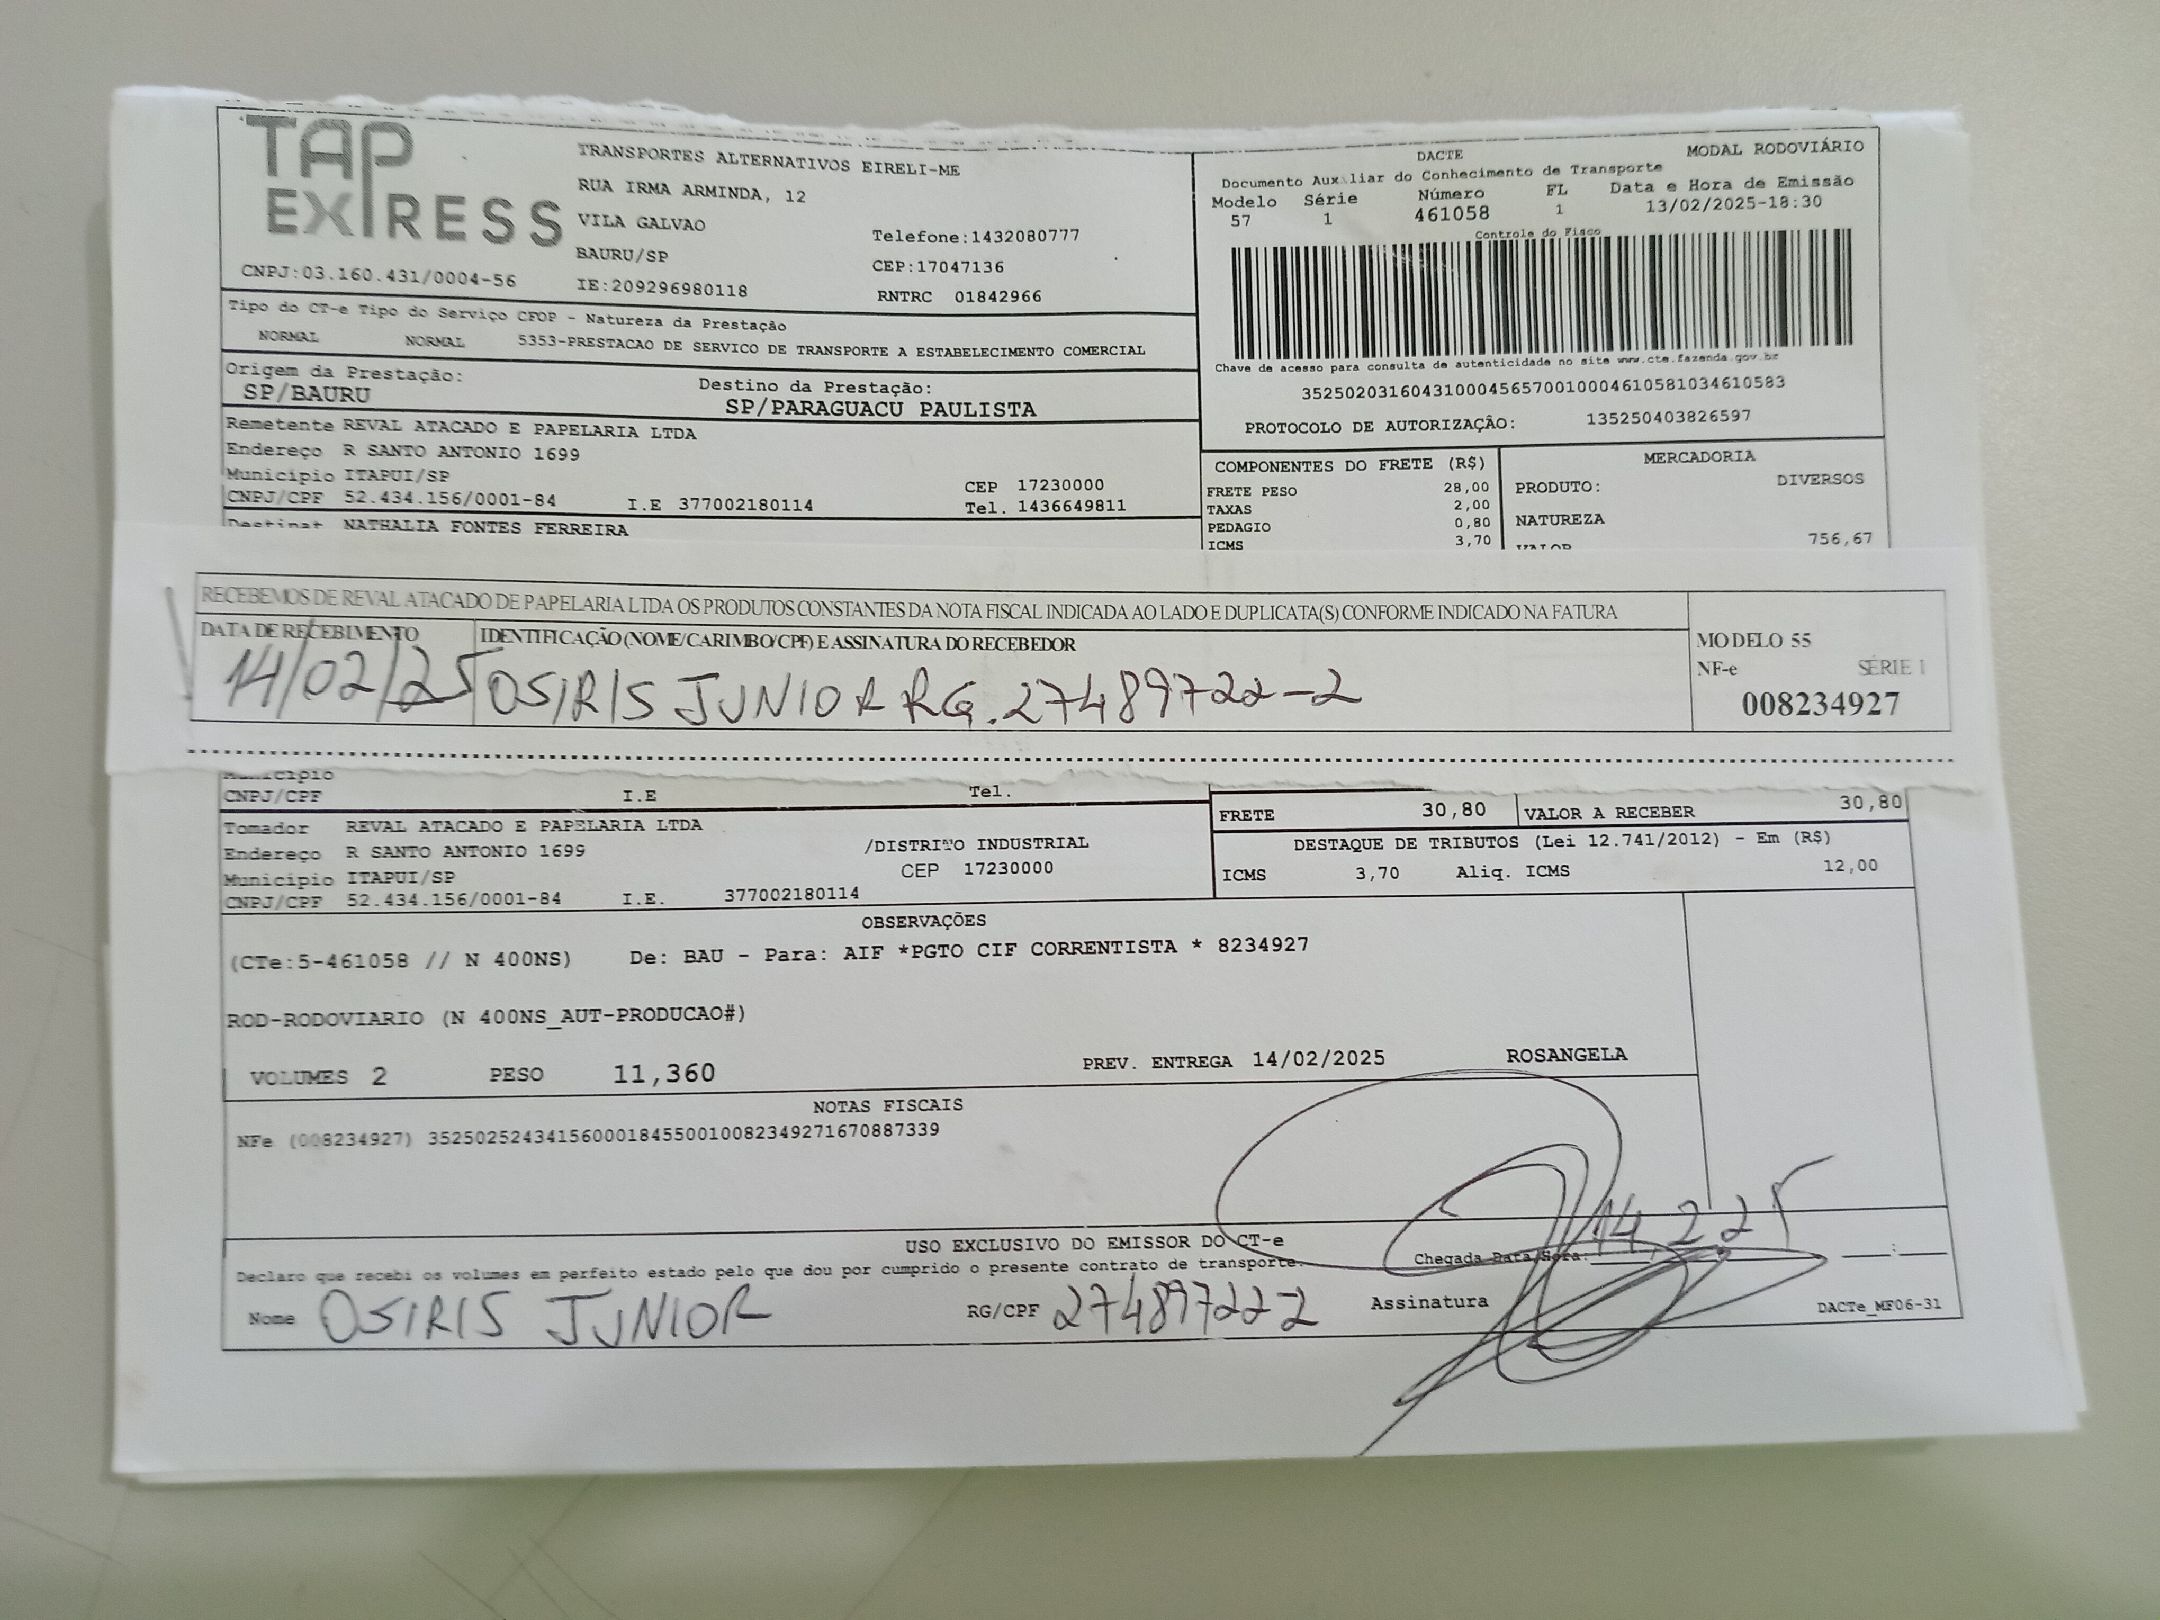 TAP
EXPRESS
TRANSPORTES ALTERNATIVOS EIRELI-ME
RUA IRMA ARMINDA, 12
VILA GALVAO
BAURU/SP
Telefone:1432080777
CEP:17047136
CNPJ:03.160.431/0004-56
IE:209296980118
RNTRC 01842966
DACTE
MODAL RODOVIÁRIO
Documento Auxiliar do Conhecimento de Transporte
Modelo Série Número FL Data e Hora de Emissão
57 1 461058 1 13/02/2025-18:30
Controle do Fisco
Chave de acesso para consulta de autenticidade no site www.cte.fazenda.gov.br
35250203160431000456570010004610581034610583
PROTOCOLO DE AUTORIZAÇÃO: 135250403826597
Tipo do CT-e Tipo do Serviço CFOP - Natureza da Prestação
NORMAL NORMAL 5353-PRESTACAO DE SERVICO DE TRANSPORTE A ESTABELECIMENTO COMERCIAL
Origem da Prestação: Destino da Prestação:
SP/BAURU SP/PARAGUACU PAULISTA
Remetente REVAL ATACADO E PAPELARIA LTDA
Endereço R SANTO ANTONIO 1699
Município ITAPUI/SP CEP 17230000
CNPJ/CPF 52.434.156/0001-84 I.E 377002180114 Tel. 1436649811
Destinat NATHALIA FONTES FERREIRA
COMPONENTES DO FRETE (R$)
FRETE PESO 28,00
TAXAS 2,00
PEDAGIO 0,80
ICMS 3,70
MERCADORIA
PRODUTO: DIVERSOS
NATUREZA
VALOR 756,67
RECEBEMOS DE REVAL ATACADO DE PAPELARIA LTDA OS PRODUTOS CONSTANTES DA NOTA FISCAL INDICADA AO LADO E DUPLICATA(S) CONFORME INDICADO NA FATURA
DATA DE RECEBIMENTO IDENTIFICAÇÃO (NOME/CARIMBO/CPF) E ASSINATURA DO RECEBEDOR
14/02/25 OSIRIS JUNIOR RG. 27489722-2
MODELO 55
NF-e SÉRIE 1
008234927
Município
CNPJ/CPF I.E Tel.
Tomador REVAL ATACADO E PAPELARIA LTDA
Endereço R SANTO ANTONIO 1699 /DISTRITO INDUSTRIAL
Município ITAPUI/SP CEP 17230000
CNPJ/CPF 52.434.156/0001-84 I.E. 377002180114
FRETE 30,80 VALOR A RECEBER 30,80
DESTAQUE DE TRIBUTOS (Lei 12.741/2012) - Em (R$)
ICMS 3,70 Aliq. ICMS 12,00
OBSERVAÇÕES
(CTe:5-461058 // N 400NS) De: BAU - Para: AIF *PGTO CIF CORRENTISTA * 8234927
ROD-RODOVIARIO (N 400NS_AUT-PRODUCAO#)
VOLUMES 2 PESO 11,360 PREV. ENTREGA 14/02/2025 ROSANGELA
NOTAS FISCAIS
NFe (008234927) 35250252434156000184550010082349271670887339
USO EXCLUSIVO DO EMISSOR DO CT-e
Declaro que recebi os volumes em perfeito estado pelo que dou por cumprido o presente contrato de transporte.
Chegada Data/Hora: 14 2 25 __:__
Nome OSIRIS JUNIOR RG/CPF 27489722-2 Assinatura
DACTe_MF06-31